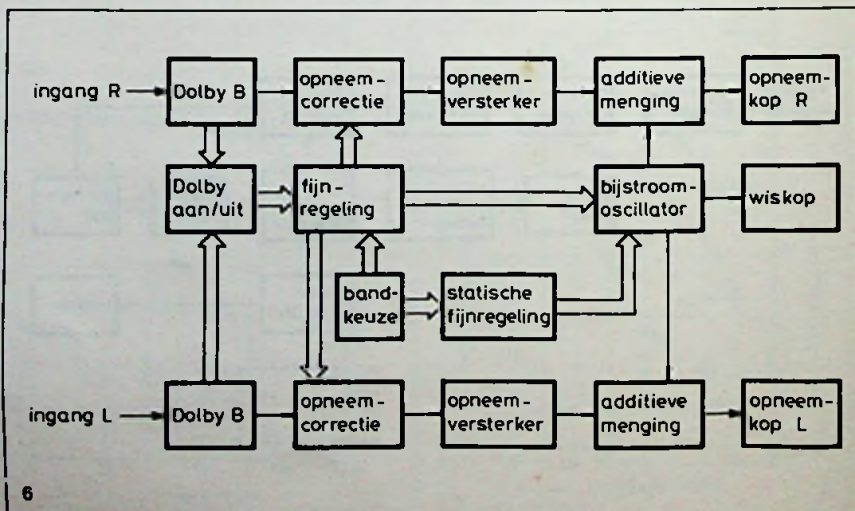 ingang R
Dolby B
opneem-
correctie
opneem-
versterker
additieve
menging
opneem-
kop R
Dolby
aan/uit
fijn-
regeling
bijstroom-
oscillator
wiskop
band-
keuze
statische
fijnregeling
ingang L
Dolby B
opneem-
correctie
opneem-
versterker
additieve
menging
opneem-
kop L
6